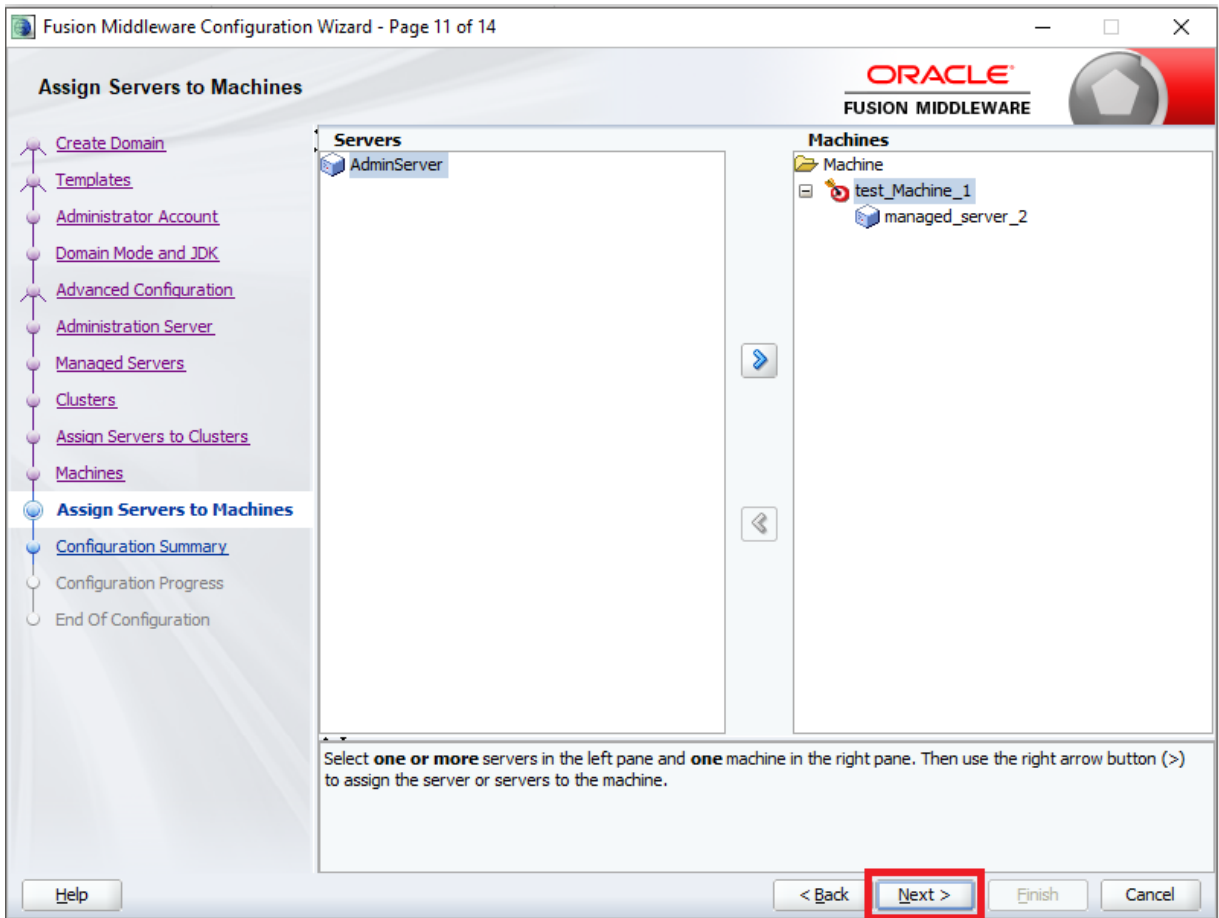 Fusion Middleware Configuration Wizard - Page 11 of 14
Assign Servers to Machines
ORACLE
FUSION MIDDLEWARE
Create Domain
Templates
Administrator Account
Domain Mode and JDK
Advanced Configuration
Administration Server
Managed Servers
Clusters
Assign Servers to Clusters
Machines
Assign Servers to Machines
Configuration Summary
Configuration Progress
End Of Configuration
Servers
AdminServer
Machines
Machine
test_Machine_1
managed_server_2
Select one or more servers in the left pane and one machine in the right pane. Then use the right arrow button (>)
to assign the server or servers to the machine.
Help
< Back
Next >
Finish
Cancel